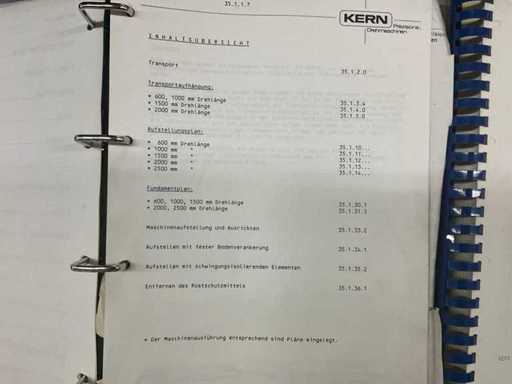 35.1.1.7
KERN Präzisions-
Drehmaschinen
INHALTSÜBERSICHT
Transport 35.1.2.0
Transportaufhängung:
* 600, 1000 mm Drehlänge 35.1.3.4
* 1500 mm Drehlänge 35.1.4.0
* 2000 mm Drehlänge 35.1.5.0
Aufstellungsplan:
* 600 mm Drehlänge 35.1.10...
* 1000 mm " 35.1.11...
* 1500 mm " 35.1.12...
* 2000 mm " 35.1.13...
* 2500 mm " 35.1.14...
Fundamentplan:
* 600, 1000, 1500 mm Drehlänge 35.1.30.1
* 2000, 2500 mm Drehlänge 35.1.31.3
Maschinenaufstellung und Ausrichten 35.1.33.2
Aufstellen mit fester Bodenverankerung 35.1.34.1
Aufstellen mit schwingungsisolierenden Elementen 35.1.35.2
Entfernen des Rostschutzmittels 35.1.36.1
* Der Maschinenausführung entsprechend sind Pläne eingelegt.